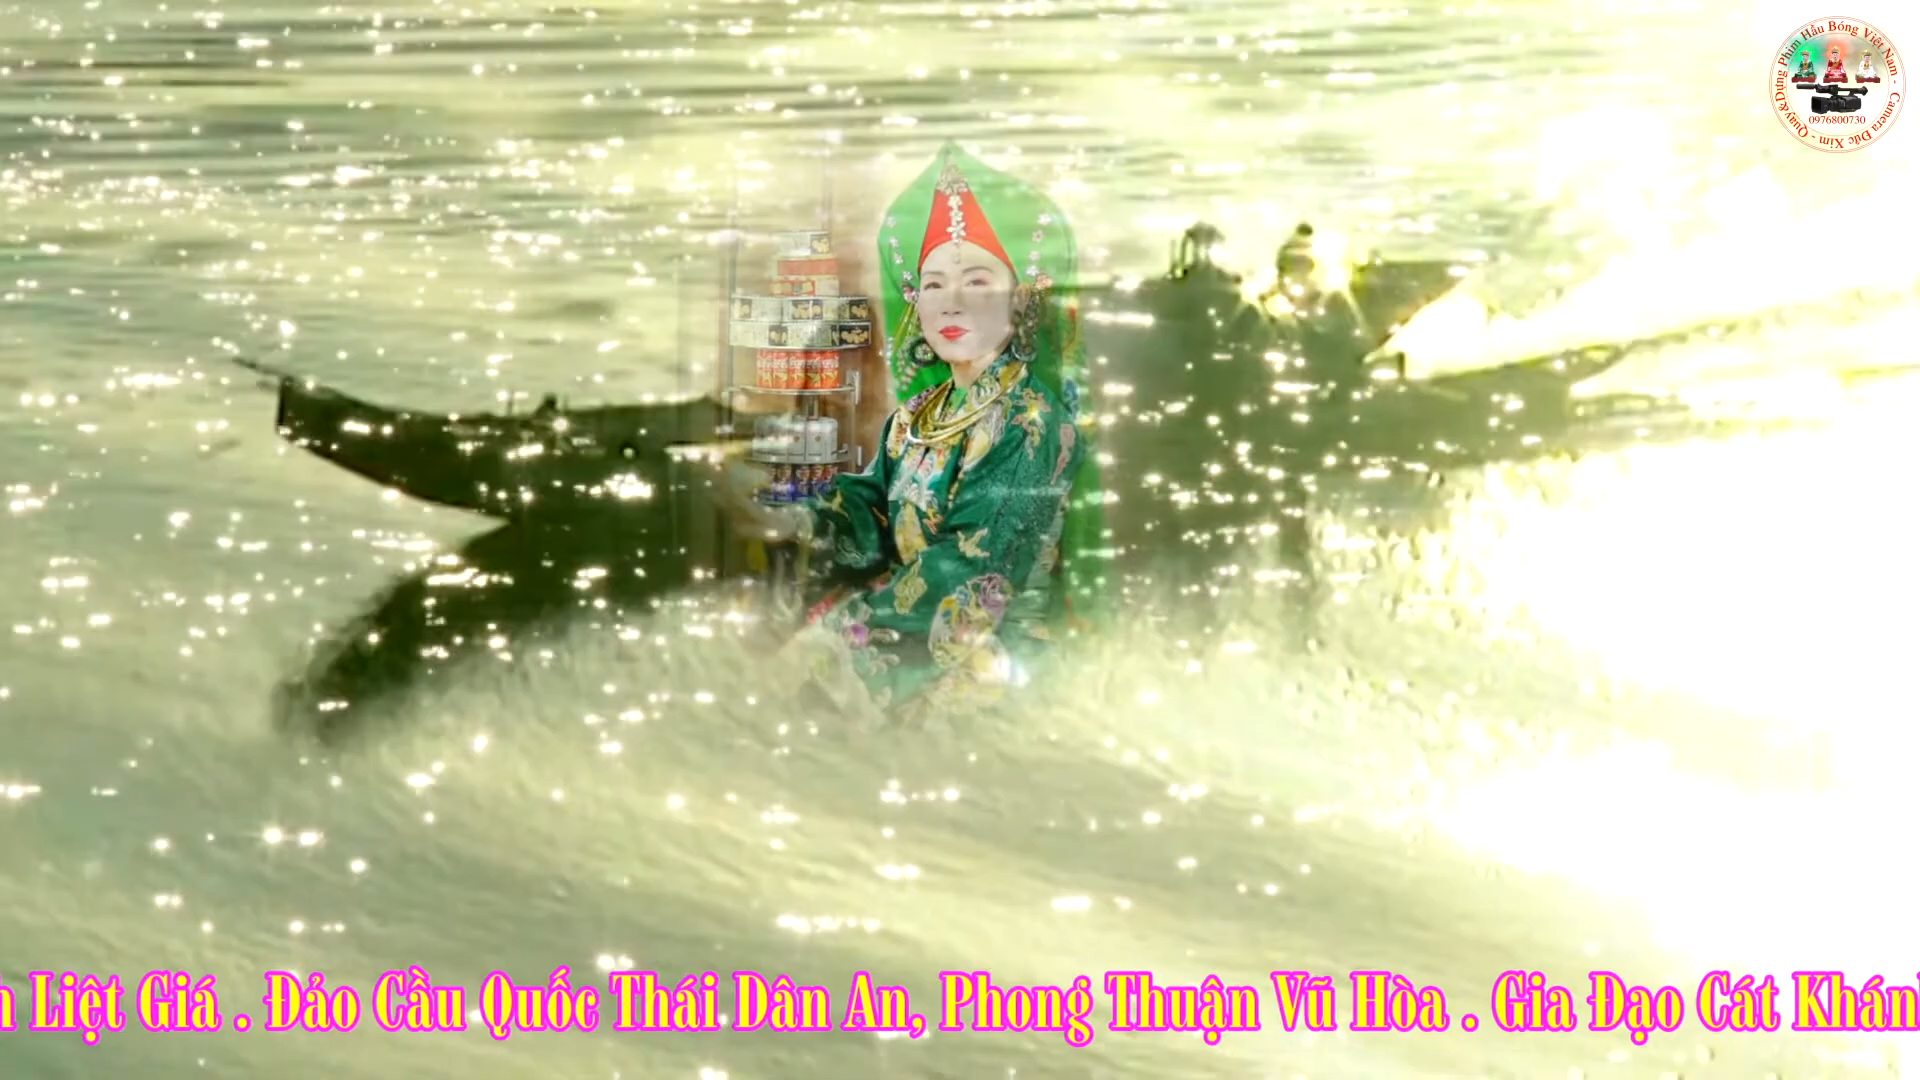 Quay & Dựng Phim Hầu Bóng Việt Nam - Camera Đức Xim -
0976800730
Liệt Giá . Đảo Cầu Quốc Thái Dân An, Phong Thuận Vũ Hòa . Gia Đạo Cát Khán